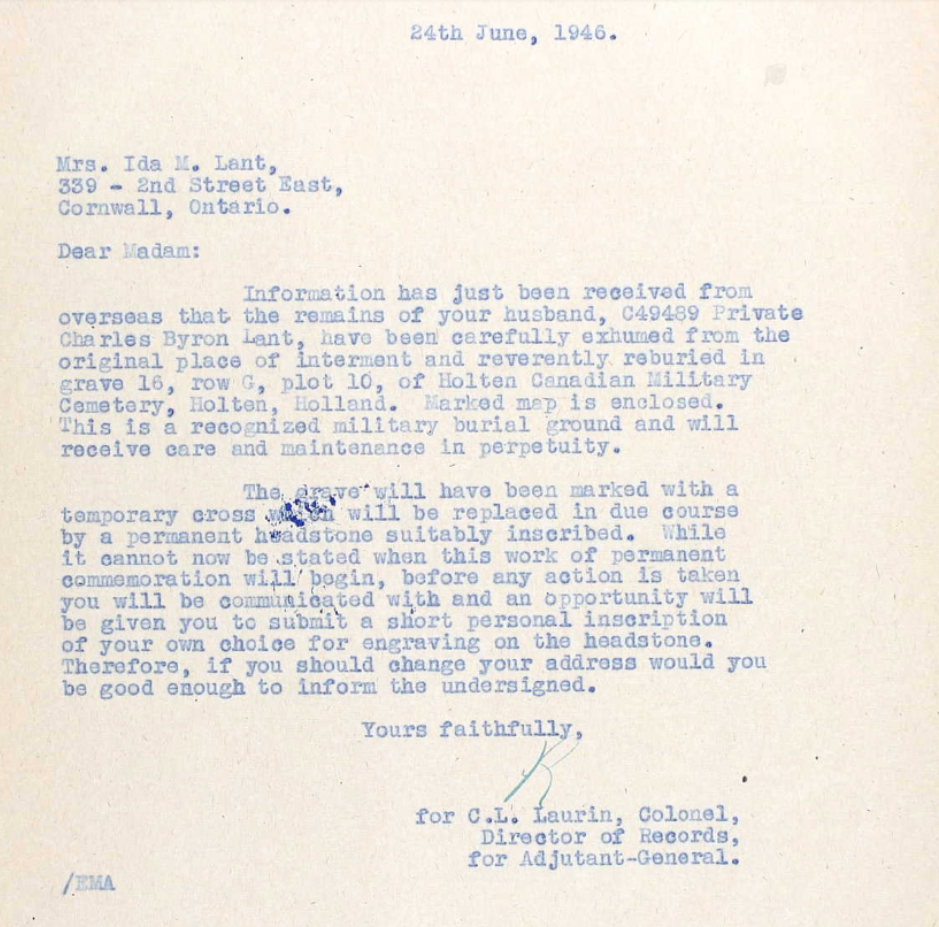 24th June, 1946.
Mrs. Ida M. Lant,
339 - 2nd Street East,
Cornwall, Ontario.
Dear Madam:
Information has just been received from
overseas that the remains of your husband, C49489 Private
Charles Byron Lant, have been carefully exhumed from the
original place of interment and reverently reburied in
grave 16, row G, plot 10, of Holten Canadian Military
Cemetery, Holten, Holland. Marked map is enclosed.
This is a recognized military burial ground and will
receive care and maintenance in perpetuity.
The grave will have been marked with a
temporary cross which will be replaced in due course
by a permanent headstone suitably inscribed. While
it cannot now be stated when this work of permanent
commemoration will begin, before any action is taken
you will be communicated with and an opportunity will
be given you to submit a short personal inscription
of your own choice for engraving on the headstone.
Therefore, if you should change your address would you
be good enough to inform the undersigned.
Yours faithfully,
for C.L. Laurin, Colonel,
Director of Records,
for Adjutant-General.
/EMA